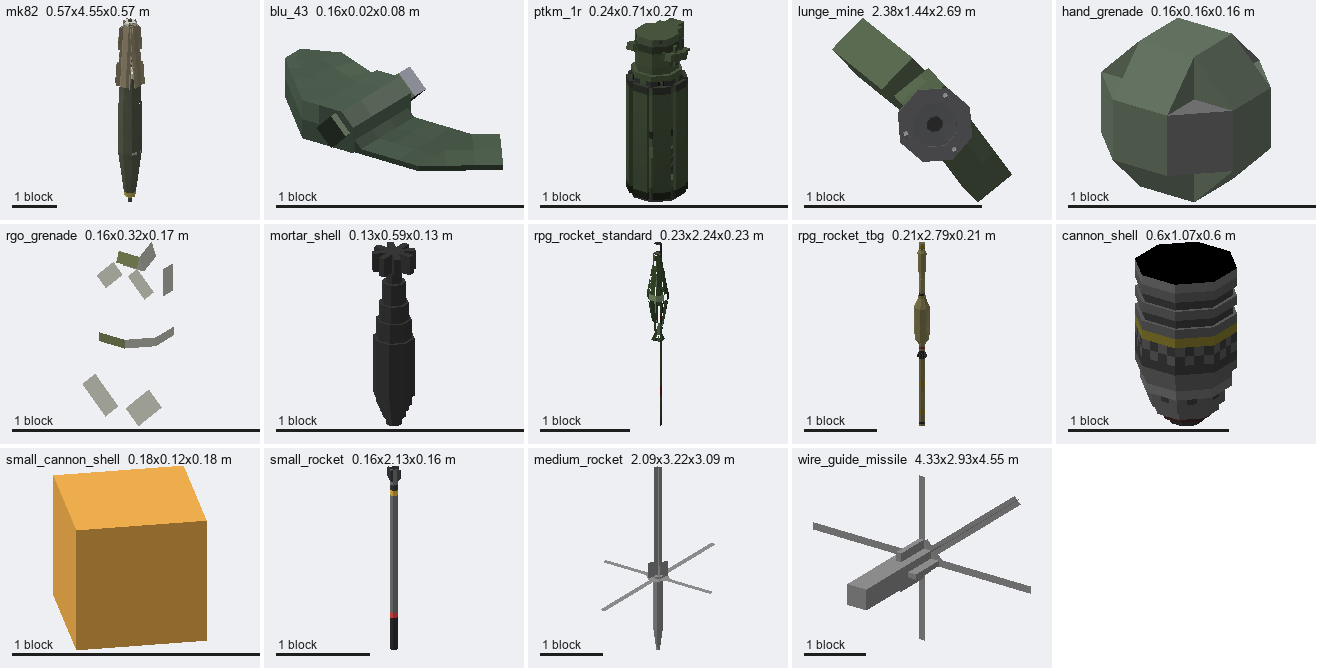 mk82 0.57x4.55x0.57 m
1 block
blu_43 0.16x0.02x0.08 m
1 block
ptkm_1r 0.24x0.71x0.27 m
1 block
lunge_mine 2.38x1.44x2.69 m
1 block
hand_grenade 0.16x0.16x0.16 m
1 block
rgo_grenade 0.16x0.32x0.17 m
1 block
mortar_shell 0.13x0.59x0.13 m
1 block
rpg_rocket_standard 0.23x2.24x0.23 m
1 block
rpg_rocket_tbg 0.21x2.79x0.21 m
1 block
cannon_shell 0.6x1.07x0.6 m
1 block
small_cannon_shell 0.18x0.12x0.18 m
1 block
small_rocket 0.16x2.13x0.16 m
1 block
medium_rocket 2.09x3.22x3.09 m
1 block
wire_guide_missile 4.33x2.93x4.55 m
1 block